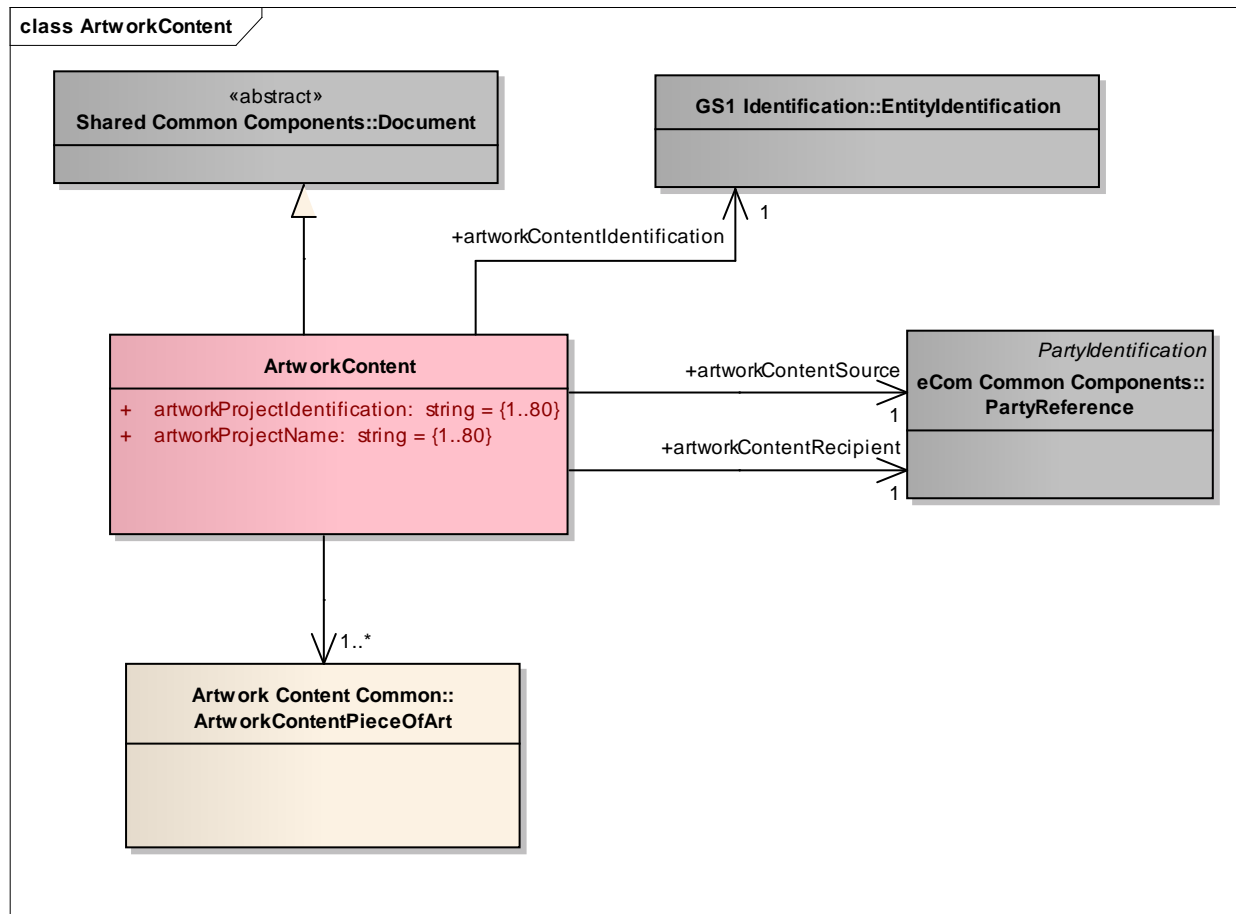 class ArtworkContent
«abstract»
Shared Common Components::Document
GS1 Identification::EntityIdentification
1
+artworkContentIdentification
ArtworkContent
+ artworkProjectIdentification: string = {1..80}
+ artworkProjectName: string = {1..80}
+artworkContentSource
1
+artworkContentRecipient
1
PartyIdentification
eCom Common Components::
PartyReference
1..*
Artwork Content Common::
ArtworkContentPieceOfArt